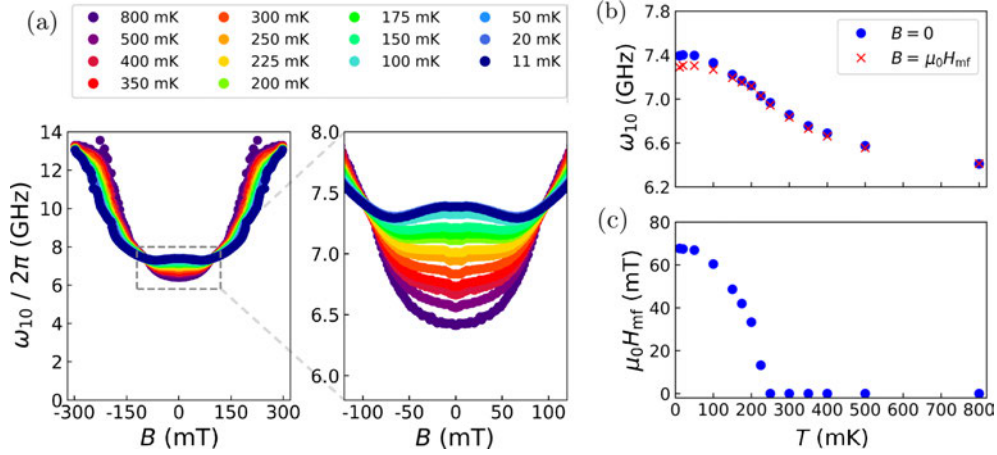 (a)
800 mK 300 mK 175 mK 50 mK
500 mK 250 mK 150 mK 20 mK
400 mK 225 mK 100 mK 11 mK
350 mK 200 mK
14
12
10
8
6
4
2
0
ω10 / 2π (GHz)
-300 -150 0 150 300
B (mT)
8.0
7.5
7.0
6.5
6.0
-100 -50 0 50 100
B (mT)
(b)
7.8
7.4
7.0
6.6
6.2
ω10 (GHz)
B = 0
B = μ0Hmf
(c)
80
60
40
20
0
μ0Hmf (mT)
0 100 200 300 400 500 600 700 800
T (mK)